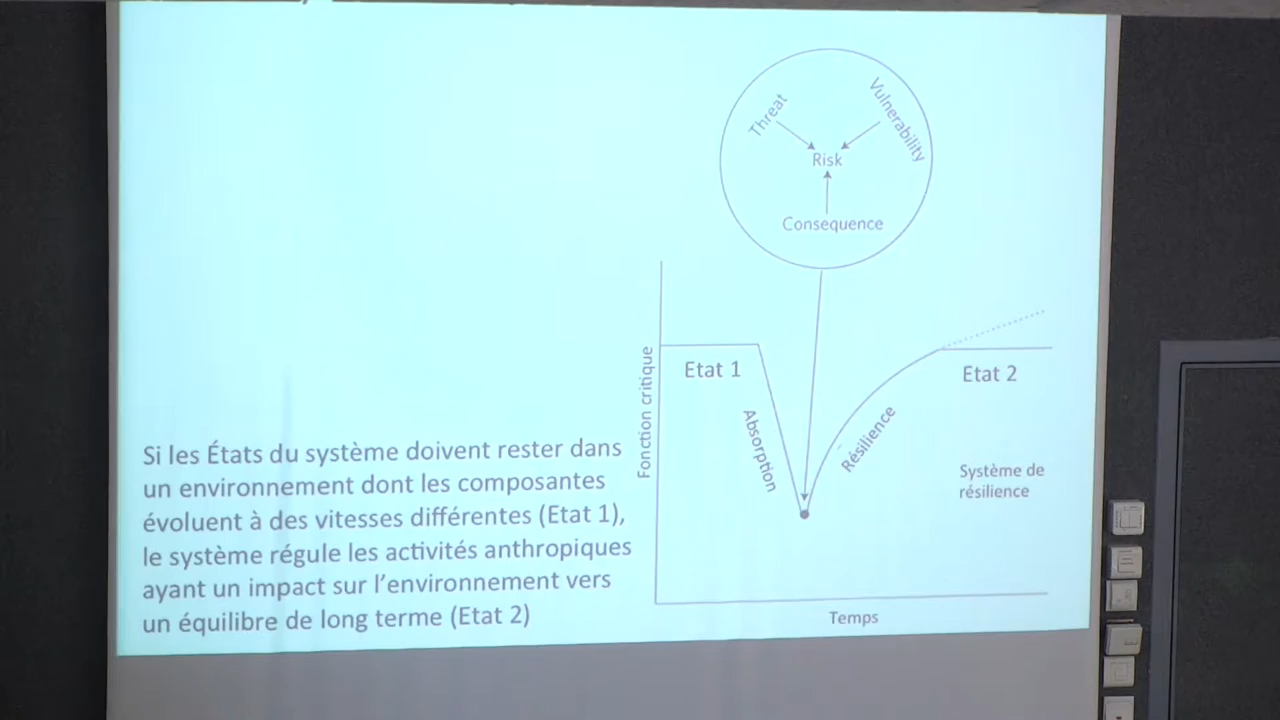 Threat
Vulnerability
Risk
Consequence
Fonction critique
Etat 1
Absorption
Résilience
Etat 2
Système de
résilience
Temps
Si les États du système doivent rester dans
un environnement dont les composantes
évoluent à des vitesses différentes (Etat 1),
le système régule les activités anthropiques
ayant un impact sur l'environnement vers
un équilibre de long terme (Etat 2)